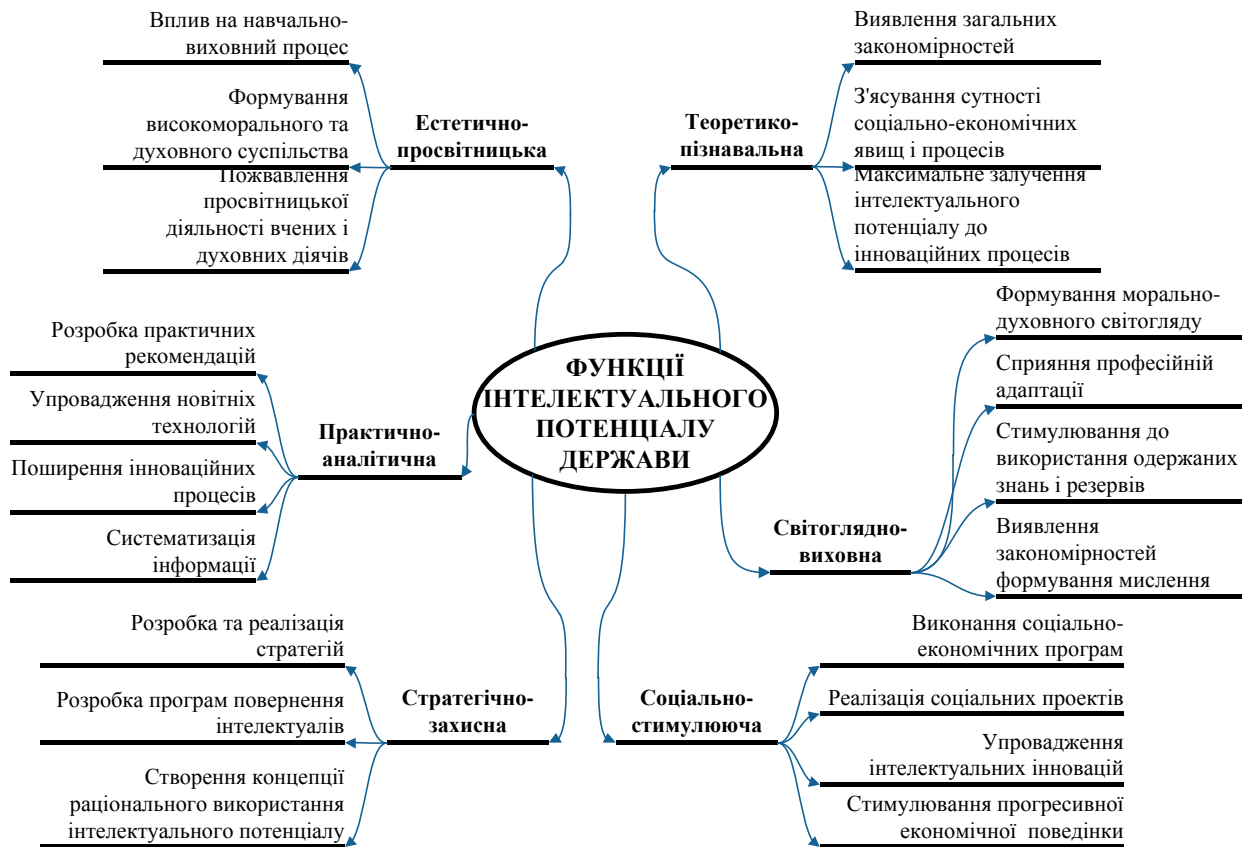 Вплив на навчально-
виховний процес
Формування
високоморального та
духовного суспільства
Пожвавлення
просвітницької
діяльності вчених і
духовних діячів
Естетично-
просвітницька
Теоретико-
пізнавальна
Виявлення загальних
закономірностей
З'ясування сутності
соціально-економічних
явищ і процесів
Максимальне залучення
інтелектуального
потенціалу до
інноваційних процесів
ФУНКЦІЇ
ІНТЕЛЕКТУАЛЬНОГО
ПОТЕНЦІАЛУ
ДЕРЖАВИ
Розробка практичних
рекомендацій
Упровадження новітніх
технологій
Поширення інноваційних
процесів
Систематизація
інформації
Практично-
аналітична
Світоглядно-
виховна
Формування морально-
духовного світогляду
Сприяння професійній
адаптації
Стимулювання до
використання одержаних
знань і резервів
Виявлення
закономірностей
формування мислення
Розробка та реалізація
стратегій
Розробка програм повернення
інтелектуалів
Створення концепції
раціонального використання
інтелектуального потенціалу
Стратегічно-
захисна
Соціально-
стимулююча
Виконання соціально-
економічних програм
Реалізація соціальних проектів
Упровадження
інтелектуальних інновацій
Стимулювання прогресивної
економічної поведінки